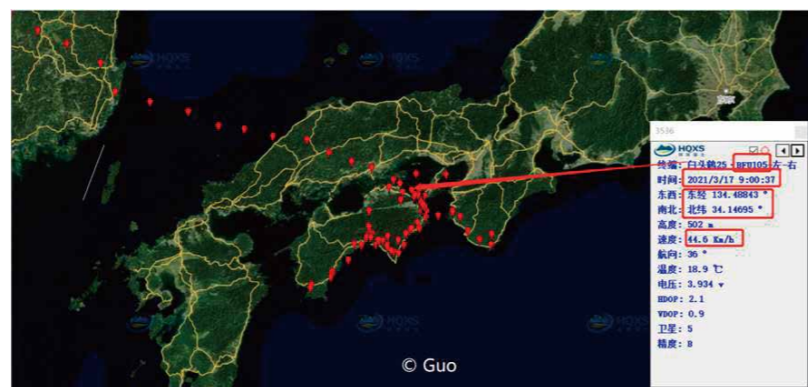 3536
HQXS
终端: 白头鹤25 - BFU105-左-右
时间: 2021/3/17 9:00:37
东西: 东经 134.48843 °
南北: 北纬 34.14695 °
高度: 502 m
速度: 44.6 Km/h
航向: 36 °
温度: 18.9 ℃
电压: 3.934 v
HDOP: 2.1
VDOP: 0.9
卫星: 5
精度: 8
HQXS
HQXS
HQXS
HQXS
© Guo